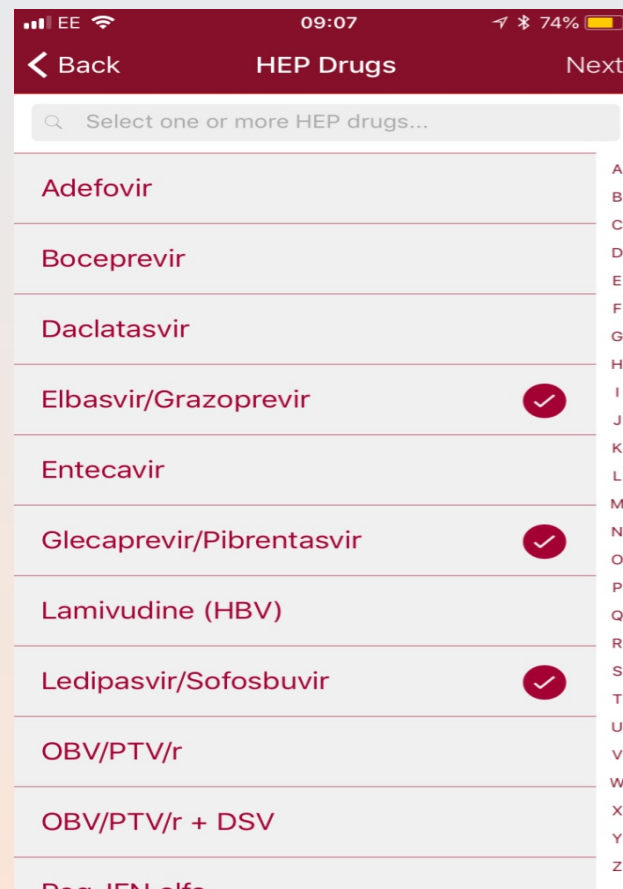 EE 09:07 74%
Back HEP Drugs Next
Select one or more HEP drugs...
Adefovir
Boceprevir
Daclatasvir
Elbasvir/Grazoprevir
Entecavir
Glecaprevir/Pibrentasvir
Lamivudine (HBV)
Ledipasvir/Sofosbuvir
OBV/PTV/r
OBV/PTV/r + DSV
A
B
C
D
E
F
G
H
I
J
K
L
M
N
O
P
Q
R
S
T
U
V
W
X
Y
Z